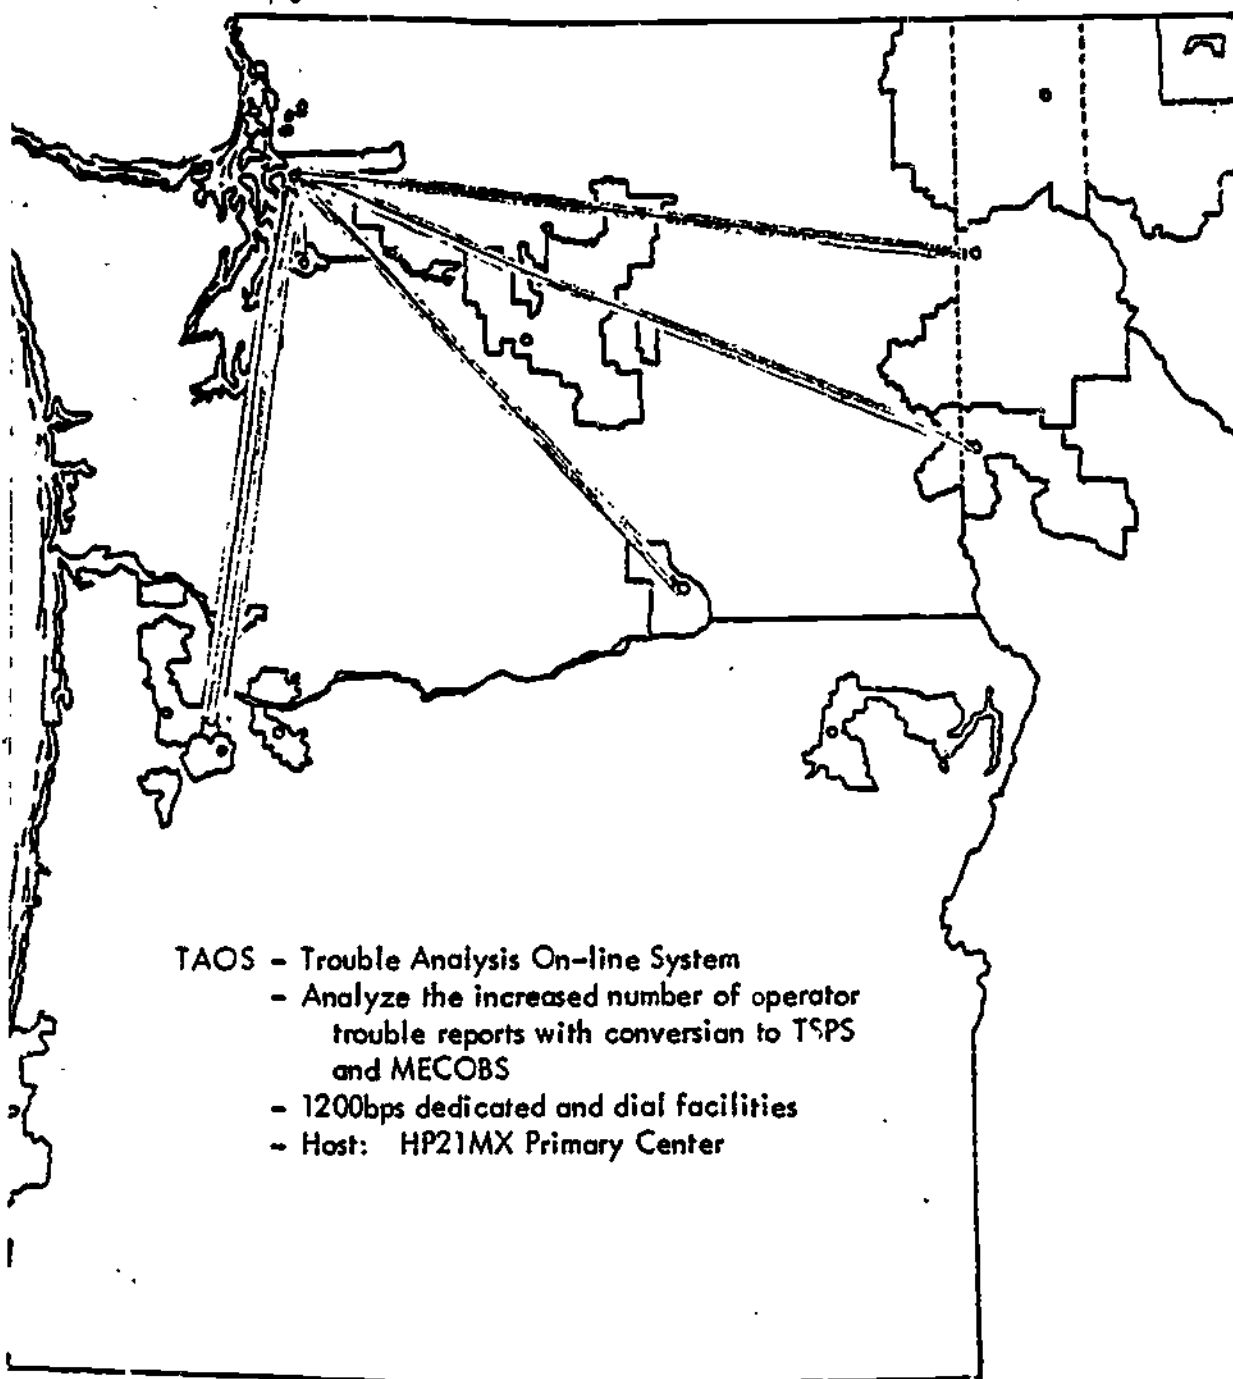 TAOS - Trouble Analysis On-line System
- Analyze the increased number of operator
trouble reports with conversion to TSPS
and MECOBS
- 1200bps dedicated and dial facilities
- Host: HP21MX Primary Center